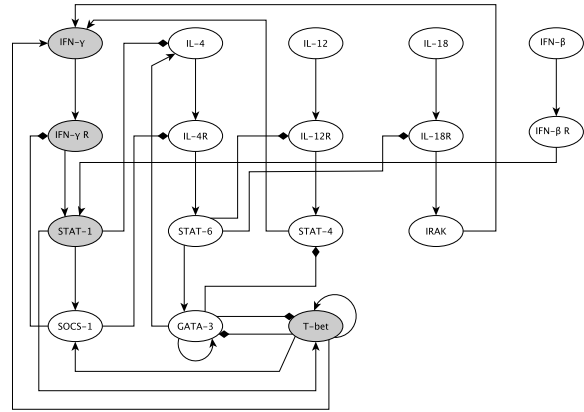 IFN-γ
IL-4
IL-12
IL-18
IFN-β
IFN-γ R
IL-4R
IL-12R
IL-18R
IFN-β R
STAT-1
STAT-6
STAT-4
IRAK
SOCS-1
GATA-3
T-bet